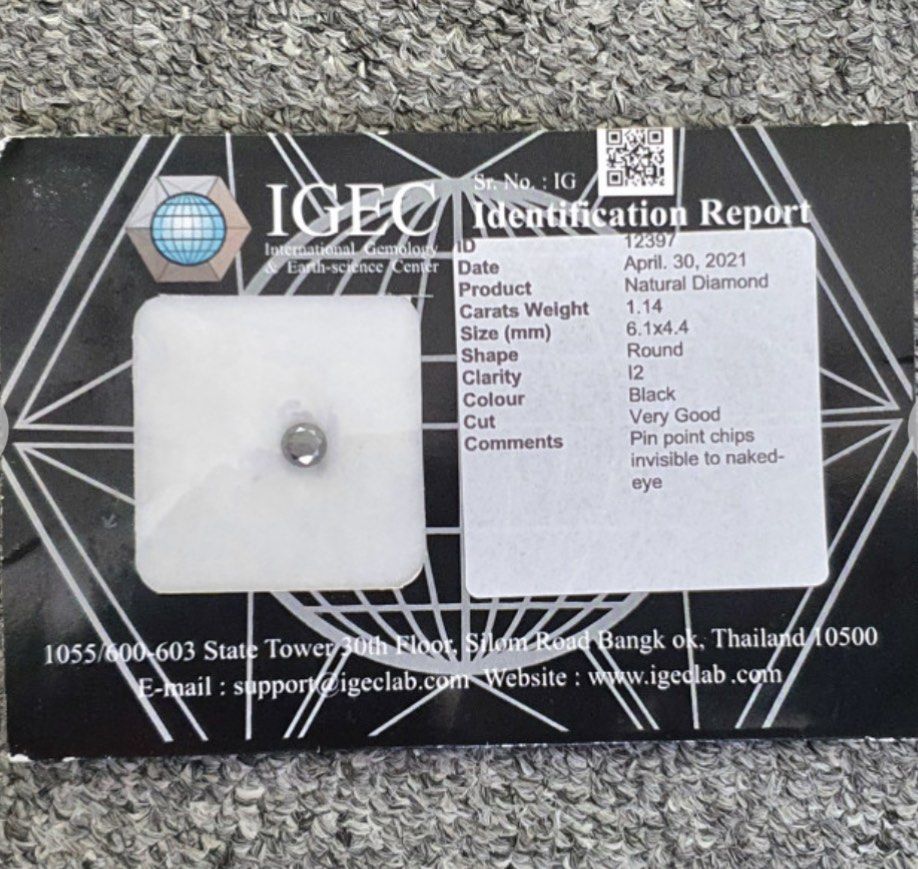 IGEC
International Gemology
& Earth-science Center
Sr. No. : IG
Identification Report
ID 12397
Date April. 30, 2021
Product Natural Diamond
Carats Weight 1.14
Size (mm) 6.1x4.4
Shape Round
Clarity I2
Colour Black
Cut Very Good
Comments Pin point chips
invisible to naked-
eye
1055/600-603 State Tower 30th Floor, Silom Road Bangk ok, Thailand 10500
E-mail : support@igeclab.com Website : www.igeclab .com